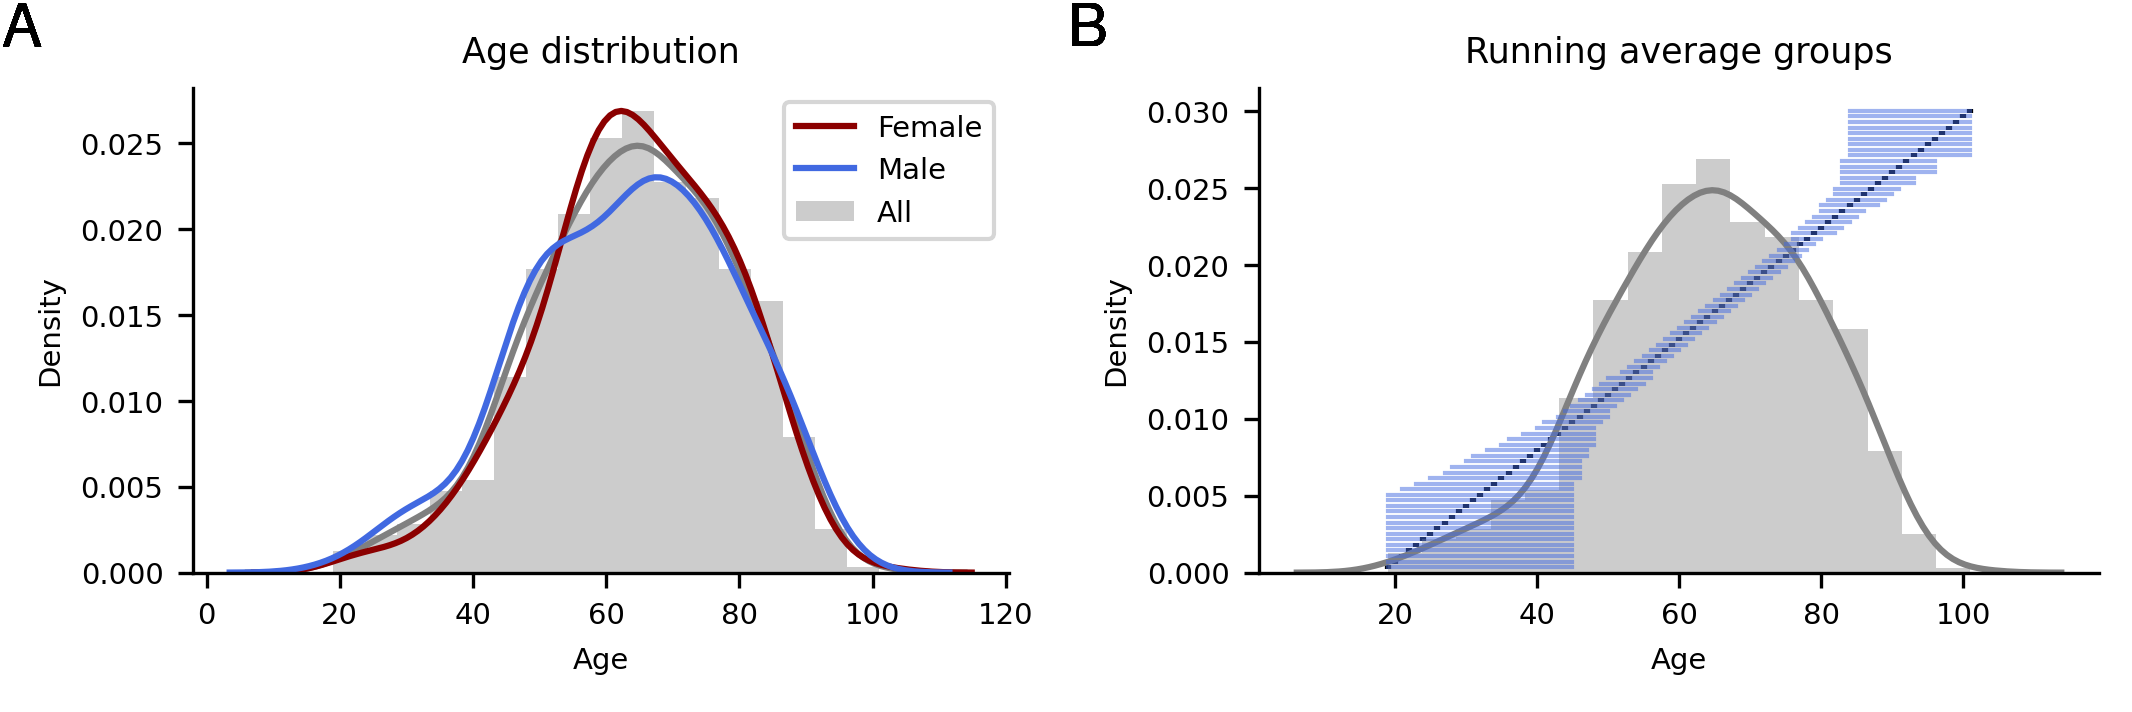 A
Age distribution
0.025
0.020
0.015
0.010
0.005
0.000
Density
0 20 40 60 80 100 120
Age
Female
Male
All
B
Running average groups
0.030
0.025
0.020
0.015
0.010
0.005
0.000
Density
20 40 60 80 100
Age